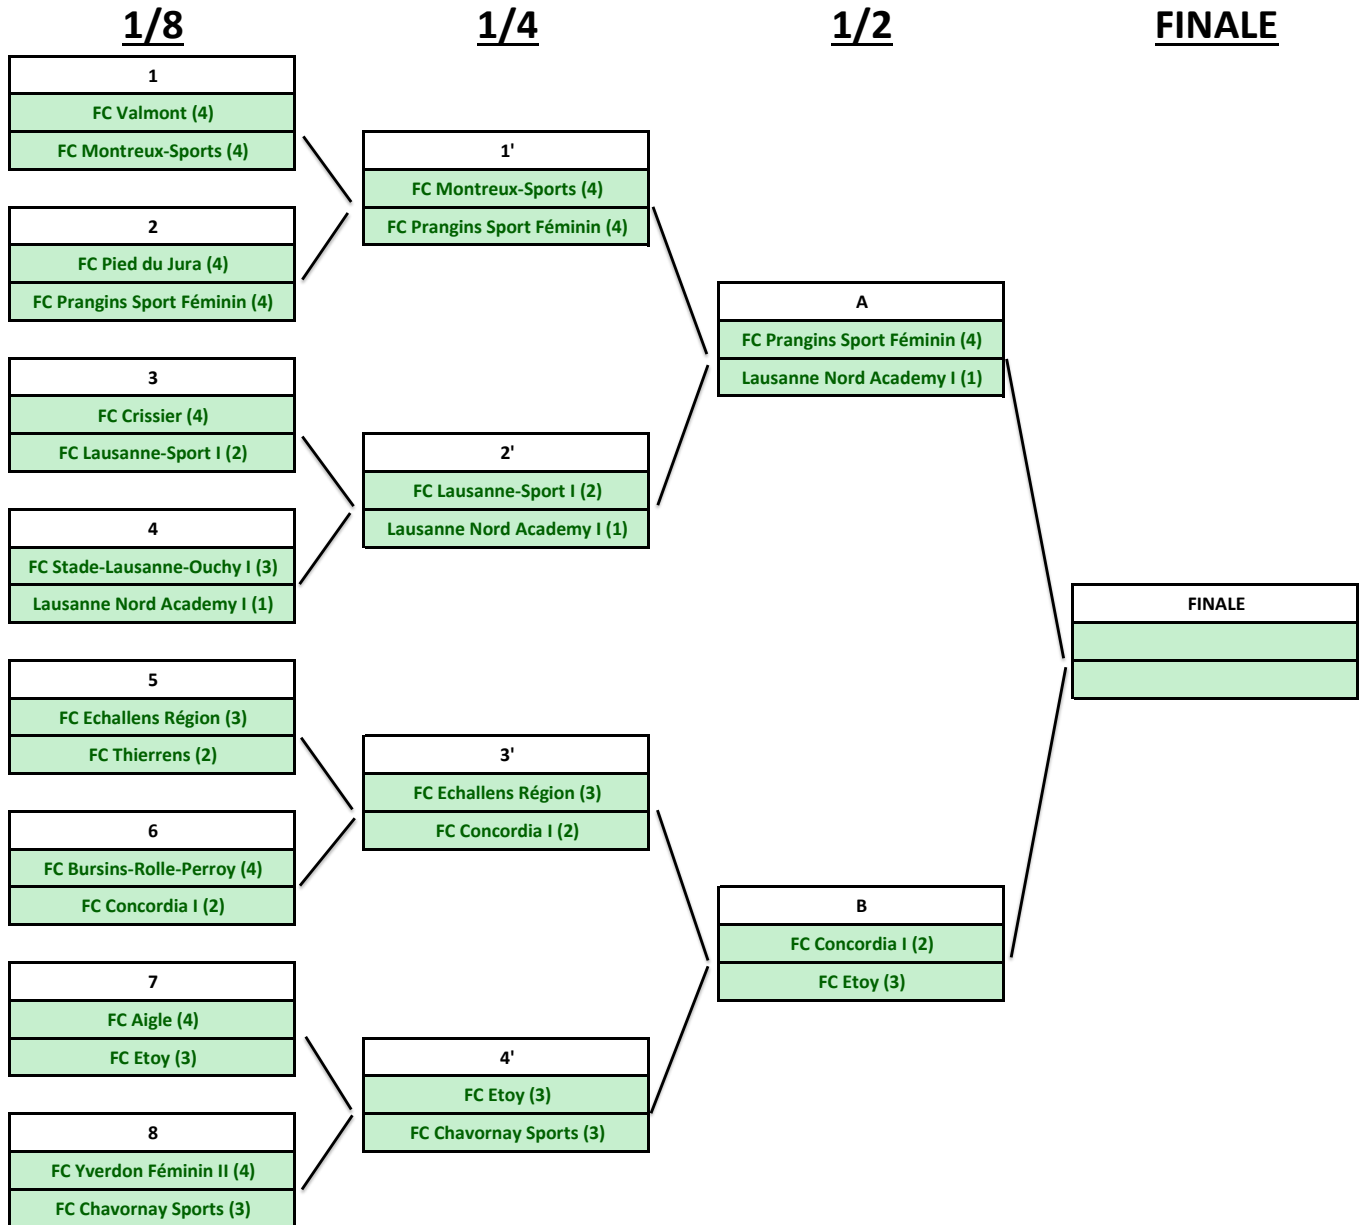 1/8
1/4
1/2
FINALE
1
FC Valmont (4)
FC Montreux-Sports (4)
2
FC Pied du Jura (4)
FC Prangins Sport Féminin (4)
3
FC Crissier (4)
FC Lausanne-Sport I (2)
4
FC Stade-Lausanne-Ouchy I (3)
Lausanne Nord Academy I (1)
5
FC Echallens Région (3)
FC Thierrens (2)
6
FC Bursins-Rolle-Perroy (4)
FC Concordia I (2)
7
FC Aigle (4)
FC Etoy (3)
8
FC Yverdon Féminin II (4)
FC Chavornay Sports (3)
1'
FC Montreux-Sports (4)
FC Prangins Sport Féminin (4)
2'
FC Lausanne-Sport I (2)
Lausanne Nord Academy I (1)
3'
FC Echallens Région (3)
FC Concordia I (2)
4'
FC Etoy (3)
FC Chavornay Sports (3)
A
FC Prangins Sport Féminin (4)
Lausanne Nord Academy I (1)
B
FC Concordia I (2)
FC Etoy (3)
FINALE